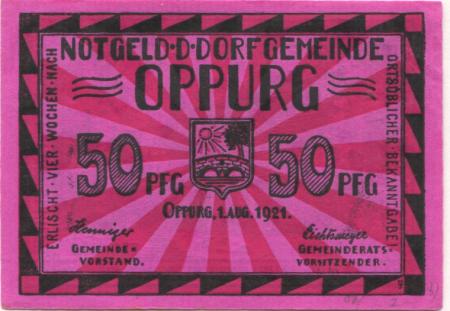 NOTGELD·D·DORFGEMEINDE
OPPURG
ERLISCHT·VIER·WOCHEN·NACH
ORTSÜBLICHER·BEKANNTGABE
50 PFG
50 PFG
OPPURG, 1. AUG. 1921.
Henniger
GEMEINDE-
VORSTAND.
GEMEINDERATS-
VORSITZENDER.